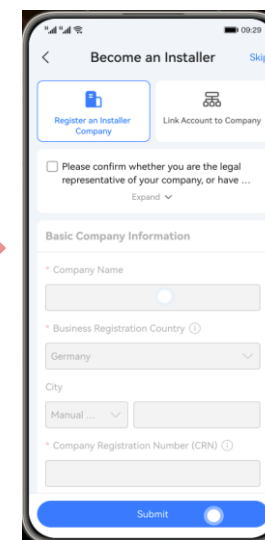 09:29
Become an Installer
Skip
Register an Installer
Company
Link Account to Company
Please confirm whether you are the legal
representative of your company, or have ...
Expand
Basic Company Information
* Company Name
* Business Registration Country
Germany
City
Manual ...
* Company Registration Number (CRN)
Submit